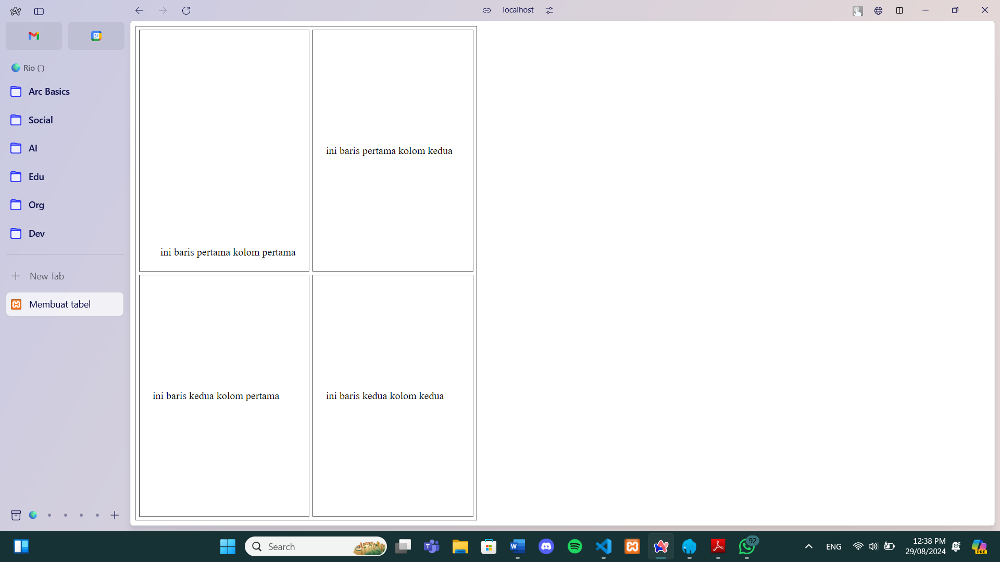 localhost
31
Rio (`)
Arc Basics
Social
AI
Edu
Org
Dev
New Tab
Membuat tabel
ini baris pertama kolom kedua
ini baris pertama kolom pertama
ini baris kedua kolom pertama
ini baris kedua kolom kedua
Search
92
ENG
12:38 PM
29/08/2024
PRE